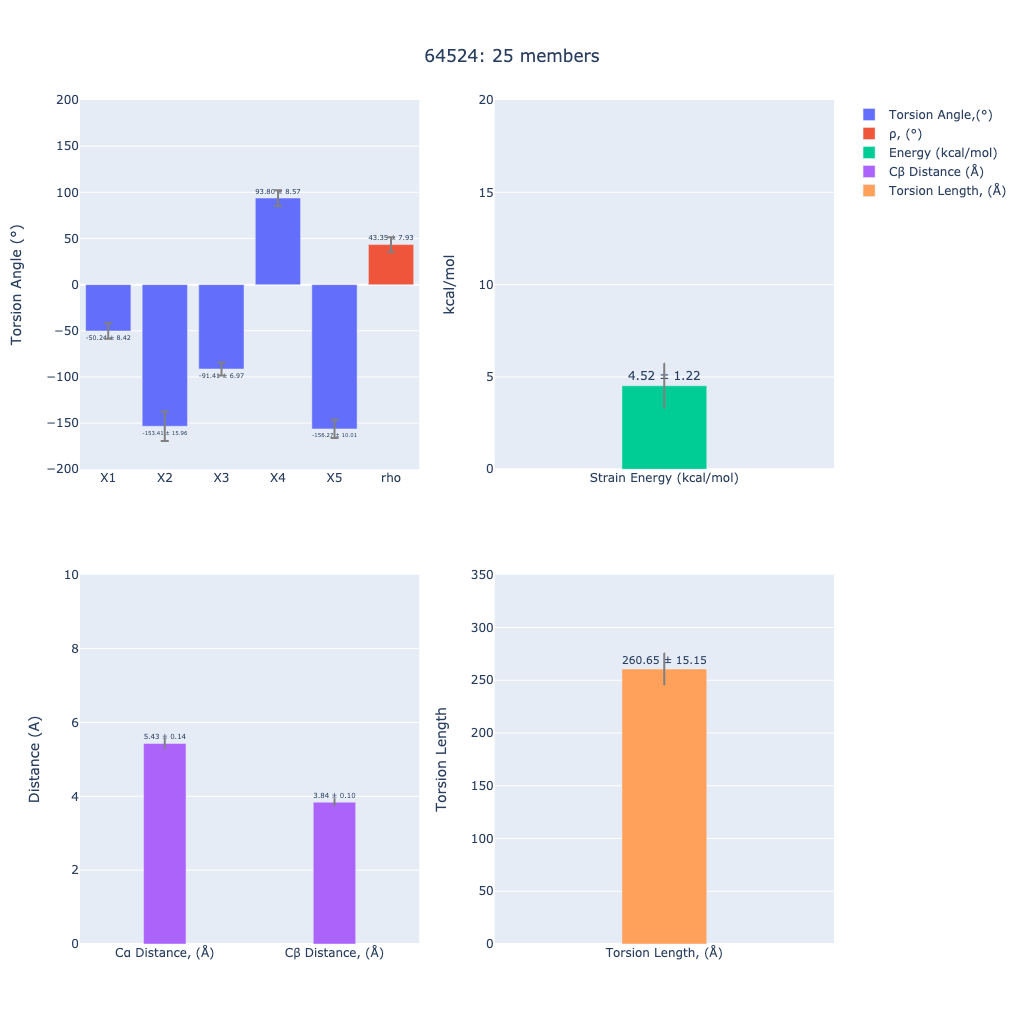 64524: 25 members
200
150
100
50
0
−50
−100
−150
−200
Torsion Angle (°)
-50.24 ± 8.42
-153.41 ± 15.96
-91.41 ± 6.97
93.80 ± 8.57
-156.27 ± 10.01
43.35 ± 7.93
X1 X2 X3 X4 X5 rho
20
15
10
5
0
kcal/mol
4.52 ± 1.22
Strain Energy (kcal/mol)
Torsion Angle,(°)
ρ, (°)
Energy (kcal/mol)
Cβ Distance (Å)
Torsion Length, (Å)
10
8
6
4
2
0
Distance (A)
5.43 ± 0.14
3.84 ± 0.10
Cα Distance, (Å) Cβ Distance, (Å)
350
300
250
200
150
100
50
0
Torsion Length
260.65 ± 15.15
Torsion Length, (Å)